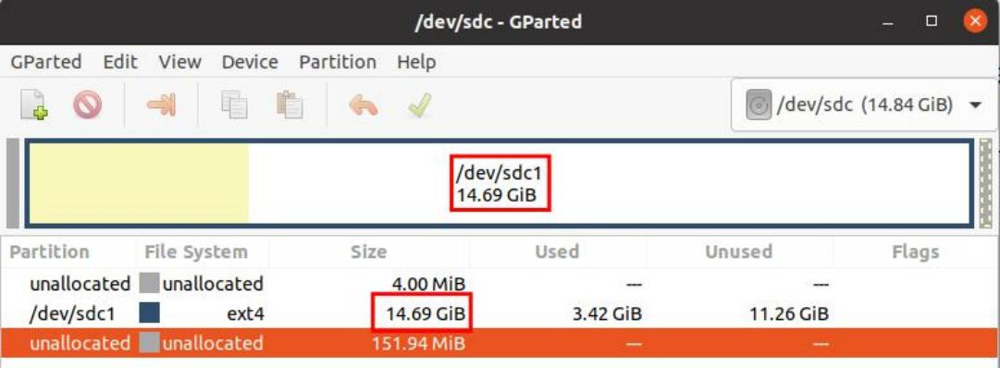 /dev/sdc - GParted
GParted Edit View Device Partition Help
/dev/sdc (14.84 GiB)
/dev/sdc1
14.69 GiB
Partition File System Size Used Unused Flags
unallocated unallocated 4.00 MiB --- ---
/dev/sdc1 ext4 14.69 GiB 3.42 GiB 11.26 GiB
unallocated unallocated 151.94 MiB --- ---